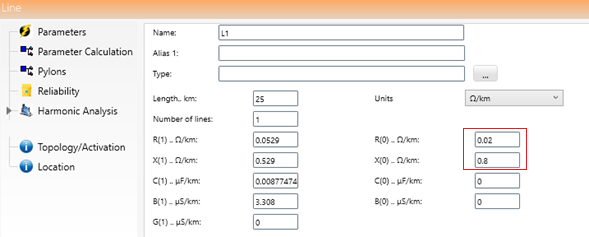 Line
Parameters
Parameter Calculation
Pylons
Reliability
Harmonic Analysis
Topology/Activation
Location
Name: L1
Alias 1:
Type: ...
Length.. km: 25 Units Ω/km
Number of lines: 1
R(1) .. Ω/km: 0.0529 R(0) .. Ω/km: 0.02
X(1) .. Ω/km: 0.529 X(0) .. Ω/km: 0.8
C(1) .. µF/km: 0.00877474 C(0) .. µF/km: 0
B(1) .. µS/km: 3.308 B(0) .. µS/km: 0
G(1) .. µS/km: 0